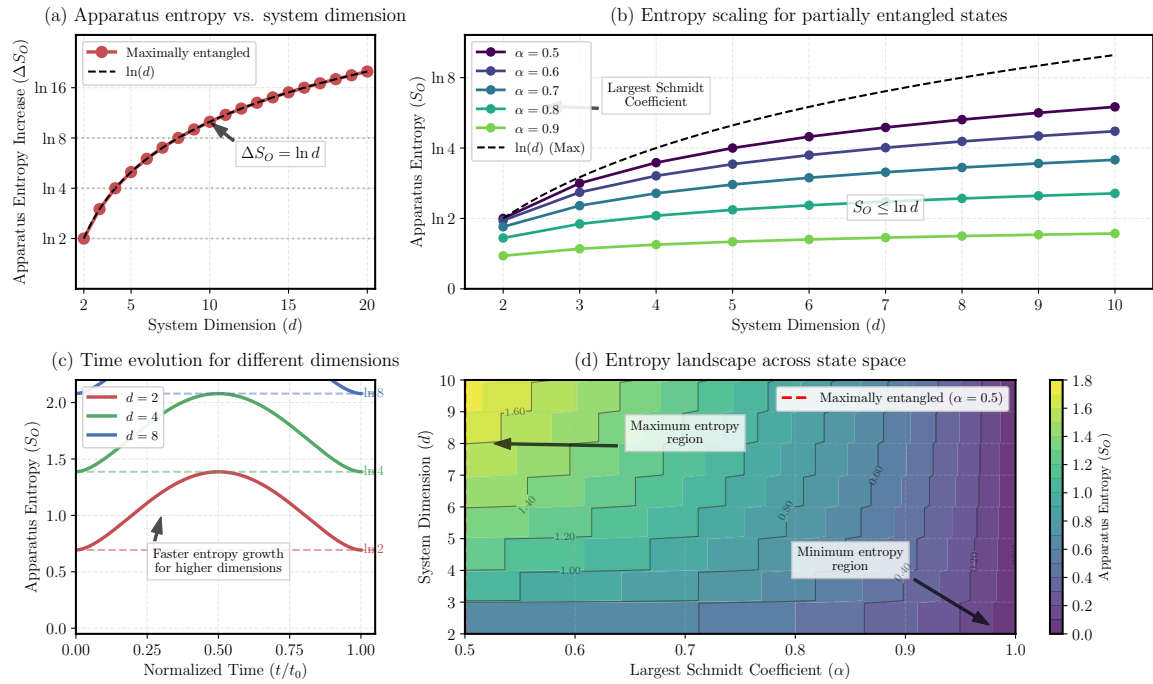 (a) Apparatus entropy vs. system dimension
Apparatus Entropy Increase (ΔS_O)
ln 16
ln 8
ln 4
ln 2
Maximally entangled
ln(d)
ΔS_O = ln d
2
5
10
15
20
System Dimension (d)
(b) Entropy scaling for partially entangled states
Apparatus Entropy (S_O)
ln 8
ln 4
ln 2
0
α = 0.5
α = 0.6
α = 0.7
α = 0.8
α = 0.9
ln(d) (Max)
Largest Schmidt
Coefficient
S_O ≤ ln d
2
3
4
5
6
7
8
9
10
System Dimension (d)
(c) Time evolution for different dimensions
Apparatus Entropy (S_O)
2.0
1.5
1.0
0.5
0.0
d = 2
d = 4
d = 8
ln 8
ln 4
ln 2
Faster entropy growth
for higher dimensions
0.00
0.25
0.50
0.75
1.00
Normalized Time (t/t_0)
(d) Entropy landscape across state space
System Dimension (d)
10
9
8
7
6
5
4
3
2
Maximally entangled (α = 0.5)
Maximum entropy
region
Minimum entropy
region
1.60
1.40
1.20
1.00
0.80
0.60
0.40
0.20
0.5
0.6
0.7
0.8
0.9
1.0
Largest Schmidt Coefficient (α)
1.8
1.6
1.4
1.2
1.0
0.8
0.6
0.4
0.2
0.0
Apparatus Entropy (S_O)